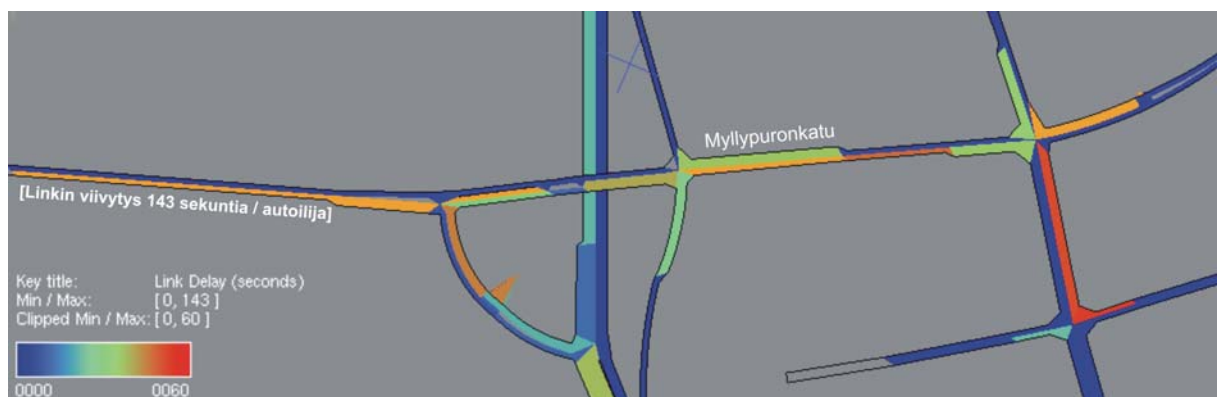 Myllypuronkatu
[Linkin viivytys 143 sekuntia / autoilija]
Key title: Link Delay (seconds)
Min / Max: [ 0, 143 ]
Clipped Min / Max: [ 0, 60 ]
0000 0060